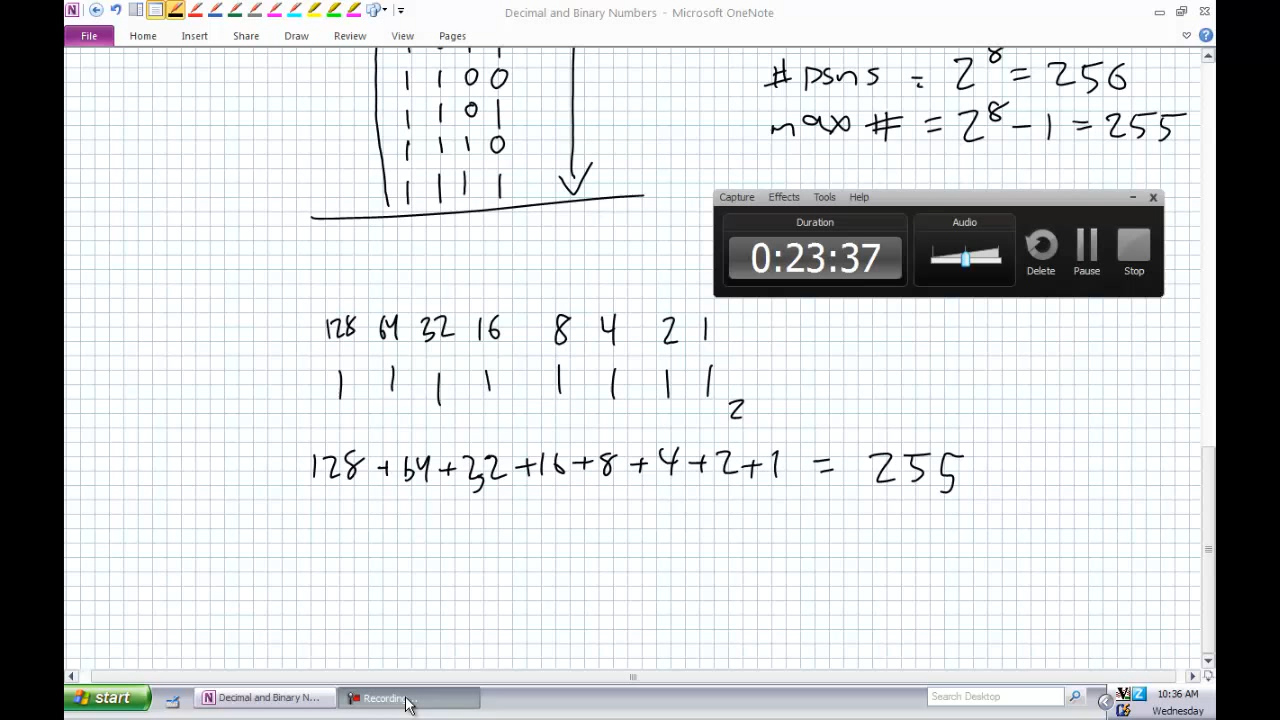 Decimal and Binary Numbers - Microsoft OneNote
File Home Insert Share Draw Review View Pages
1 1 0 0
1 1 0 1
1 1 1 0
1 1 1 1
# psns = 2^8 = 256
max # = 2^8 - 1 = 255
Capture Effects Tools Help
Duration Audio
0:23:37
Delete Pause Stop
128 64 32 16 8 4 2 1
1 1 1 1 1 1 1 1 2
128 + 64 + 32 + 16 + 8 + 4 + 2 + 1 = 255
start Decimal and Binary N... Recording... Search Desktop 10:36 AM
Wednesday